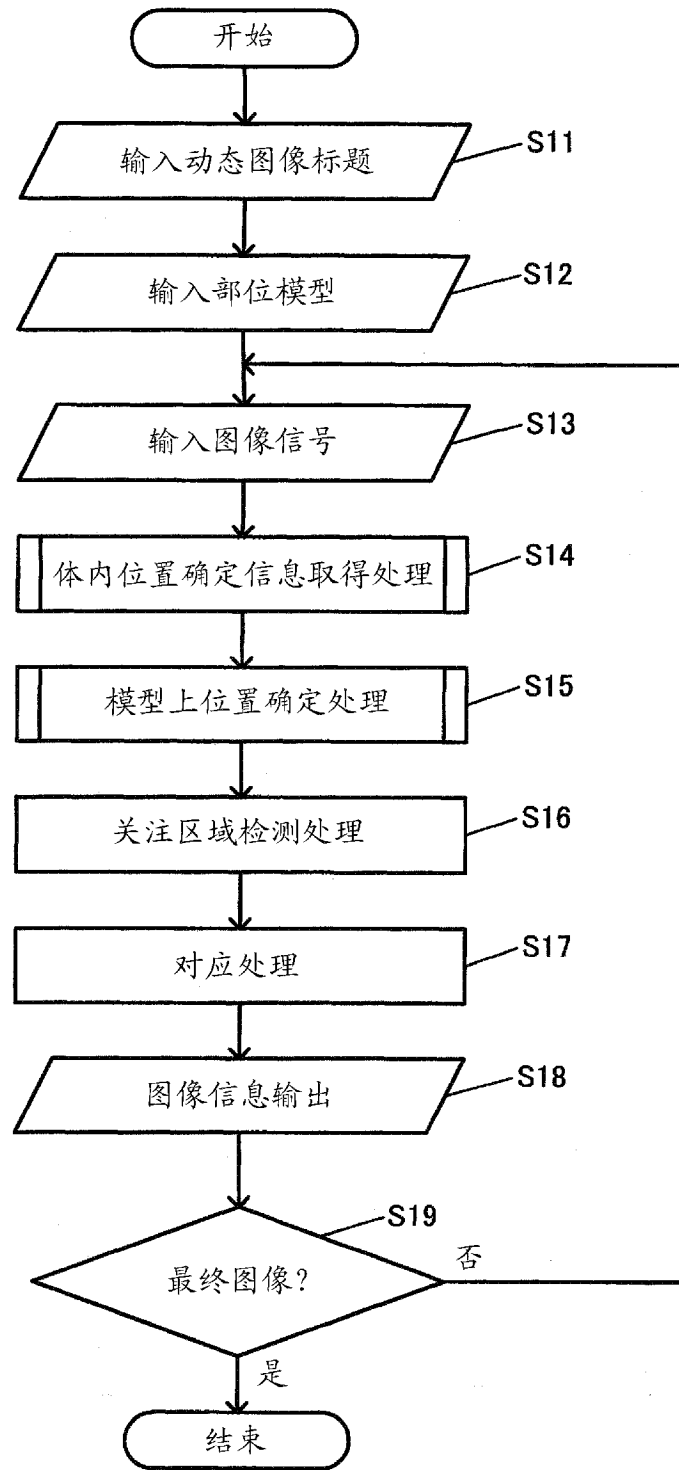 开始
输入动态图像标题
S11
输入部位模型
S12
输入图像信号
S13
体内位置确定信息取得处理
S14
模型上位置确定处理
S15
关注区域检测处理
S16
对应处理
S17
图像信息输出
S18
S19
最终图像?
否
是
结束